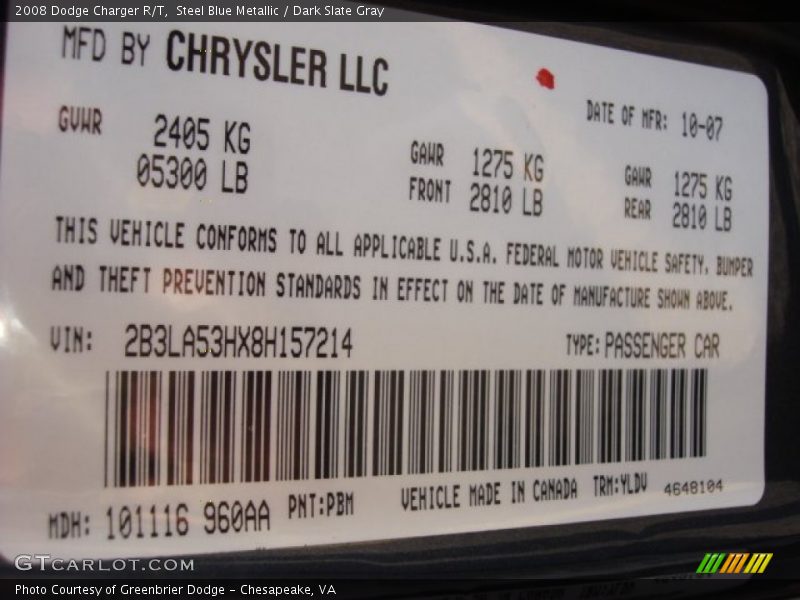 2008 Dodge Charger R/T, Steel Blue Metallic / Dark Slate Gray
MFD BY CHRYSLER LLC
DATE OF MFR: 10-07
GVWR 2405 KG
05300 LB
GAWR 1275 KG
FRONT 2810 LB
GAWR 1275 KG
REAR 2810 LB
THIS VEHICLE CONFORMS TO ALL APPLICABLE U.S.A. FEDERAL MOTOR VEHICLE SAFETY, BUMPER
AND THEFT PREVENTION STANDARDS IN EFFECT ON THE DATE OF MANUFACTURE SHOWN ABOVE.
VIN: 2B3LA53HX8H157214 TYPE: PASSENGER CAR
MDH: 101116 960AA PNT:PBM VEHICLE MADE IN CANADA TRM:YLDV 4648104
GTCARLOT.COM
Photo Courtesy of Greenbrier Dodge – Chesapeake, VA